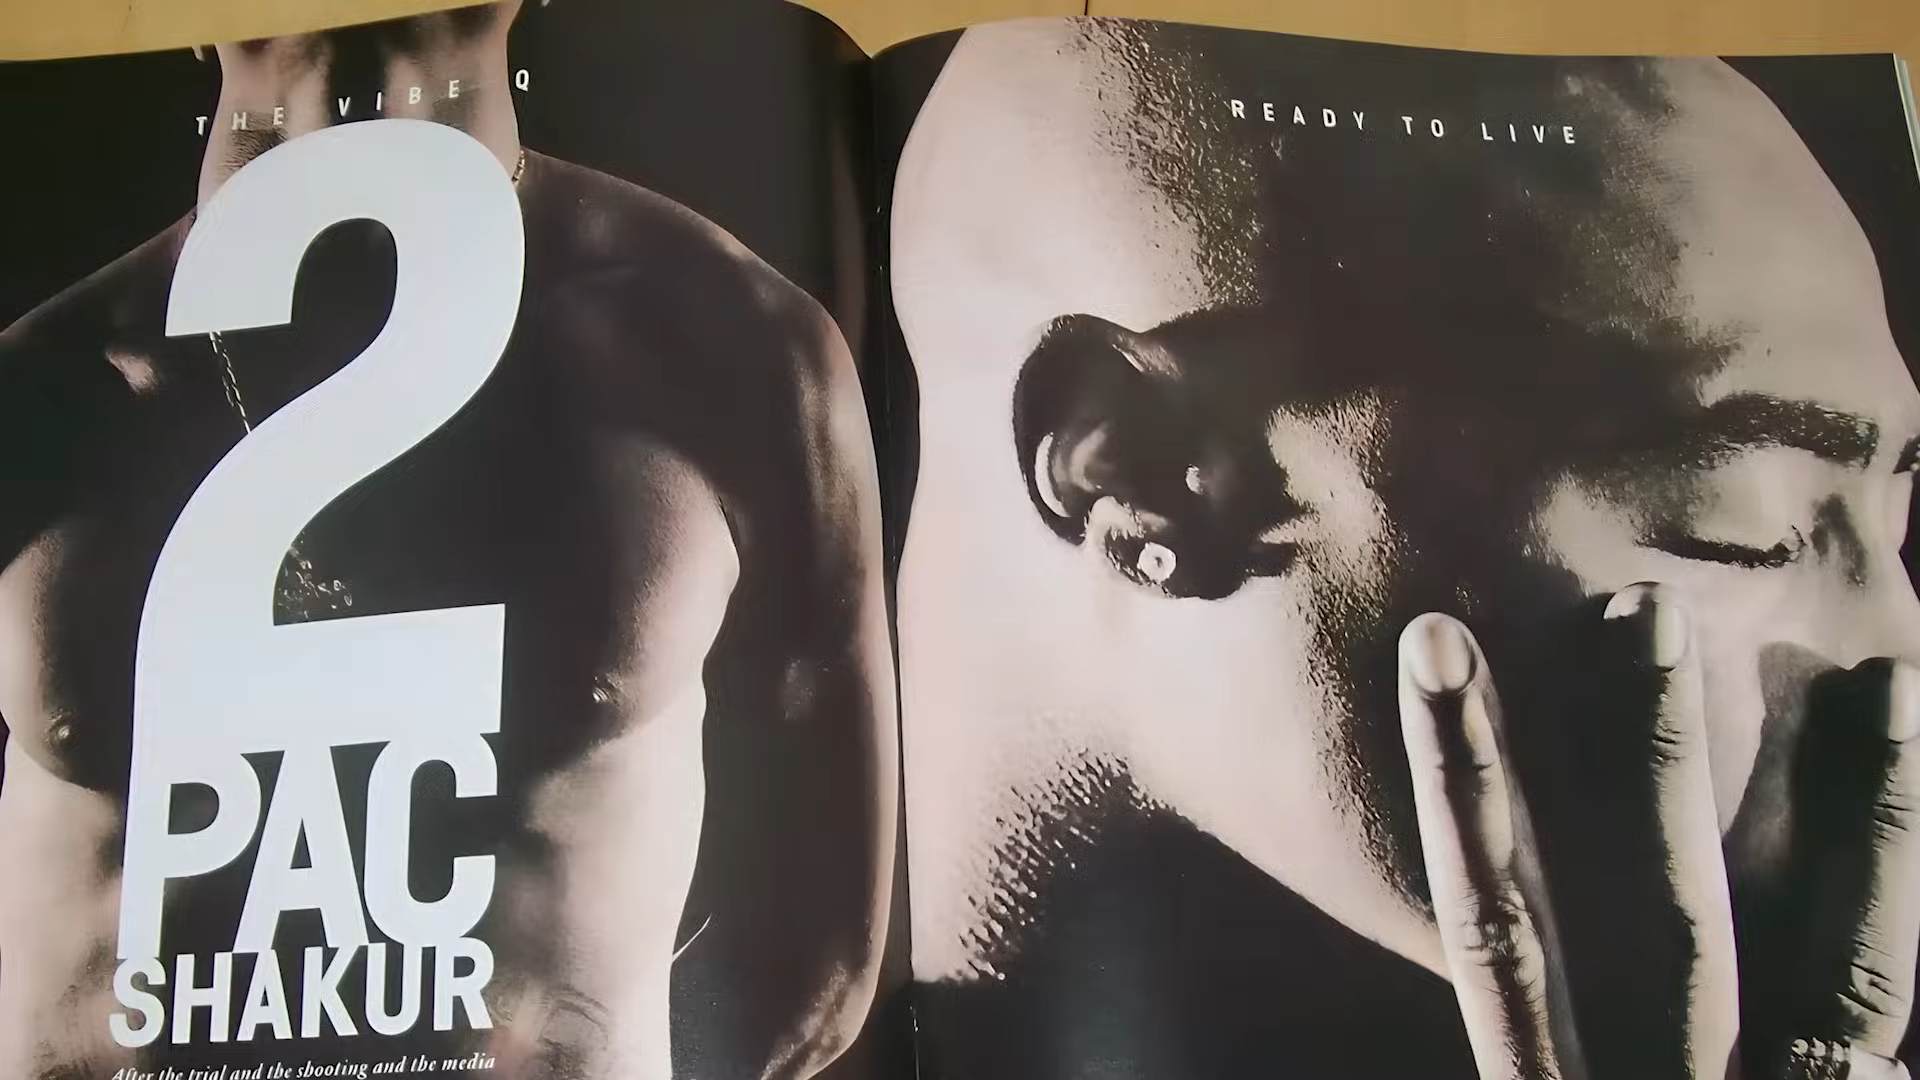 THE VIBE Q
2
PAC
SHAKUR
After the trial and the shooting and the media
READY TO LIVE